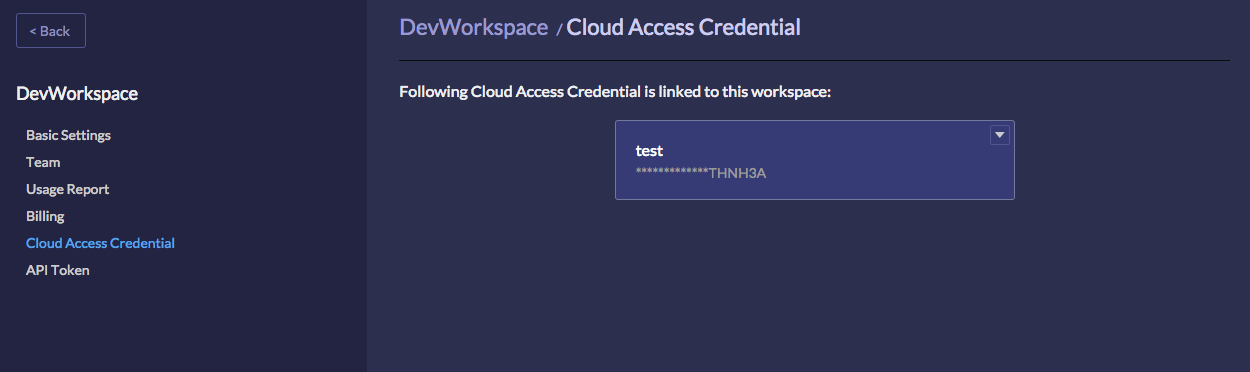 < Back
DevWorkspace
Basic Settings
Team
Usage Report
Billing
Cloud Access Credential
API Token
DevWorkspace / Cloud Access Credential
Following Cloud Access Credential is linked to this workspace:
test
*************THNH3A